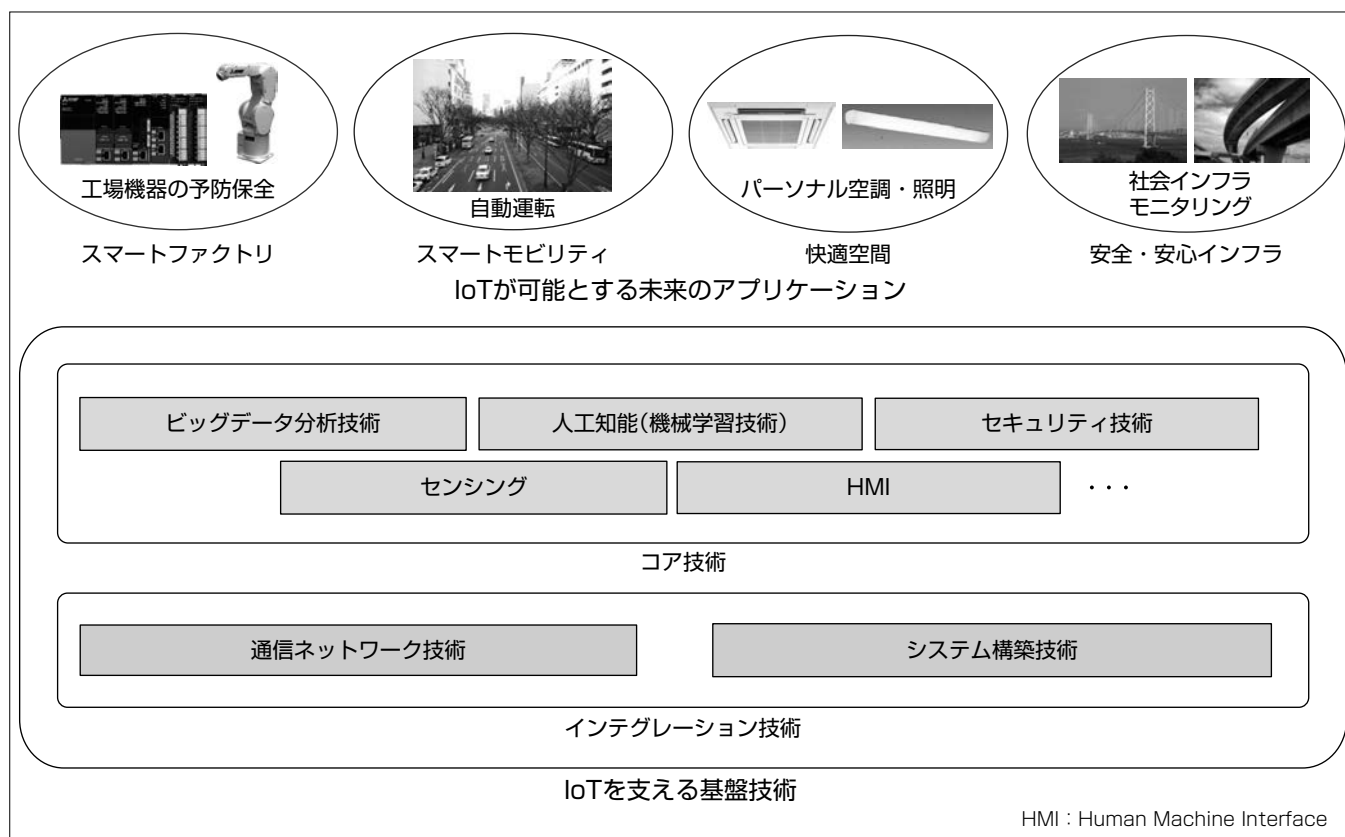 工場機器の予防保全
自動運転
パーソナル空調・照明
社会インフラ
モニタリング
スマートファクトリ
スマートモビリティ
快適空間
安全・安心インフラ
IoTが可能とする未来のアプリケーション
ビッグデータ分析技術
人工知能(機械学習技術)
セキュリティ技術
センシング
HMI
・・・
コア技術
通信ネットワーク技術
システム構築技術
インテグレーション技術
IoTを支える基盤技術
HMI：Human Machine Interface